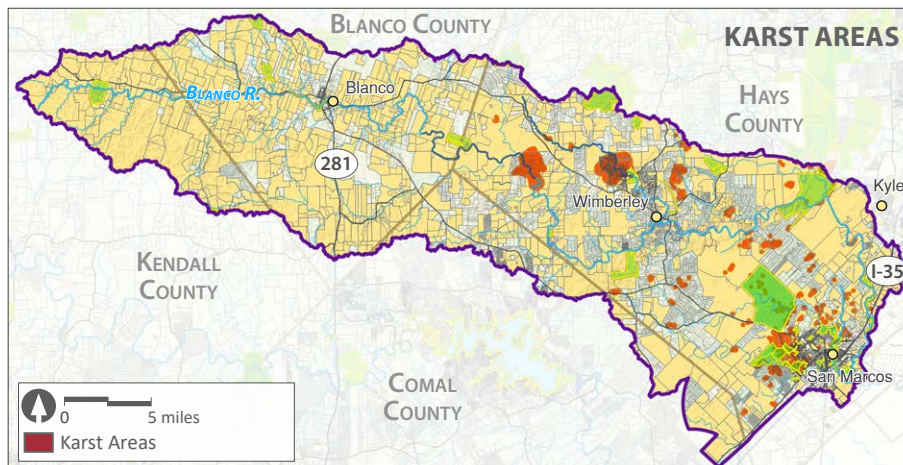 BLANCO COUNTY
KARST AREAS
BLANCO R.
Blanco
HAYS
COUNTY
281
Wimberley
Kyle
KENDALL
COUNTY
I-35
San Marcos
COMAL
COUNTY
0 5 miles
Karst Areas